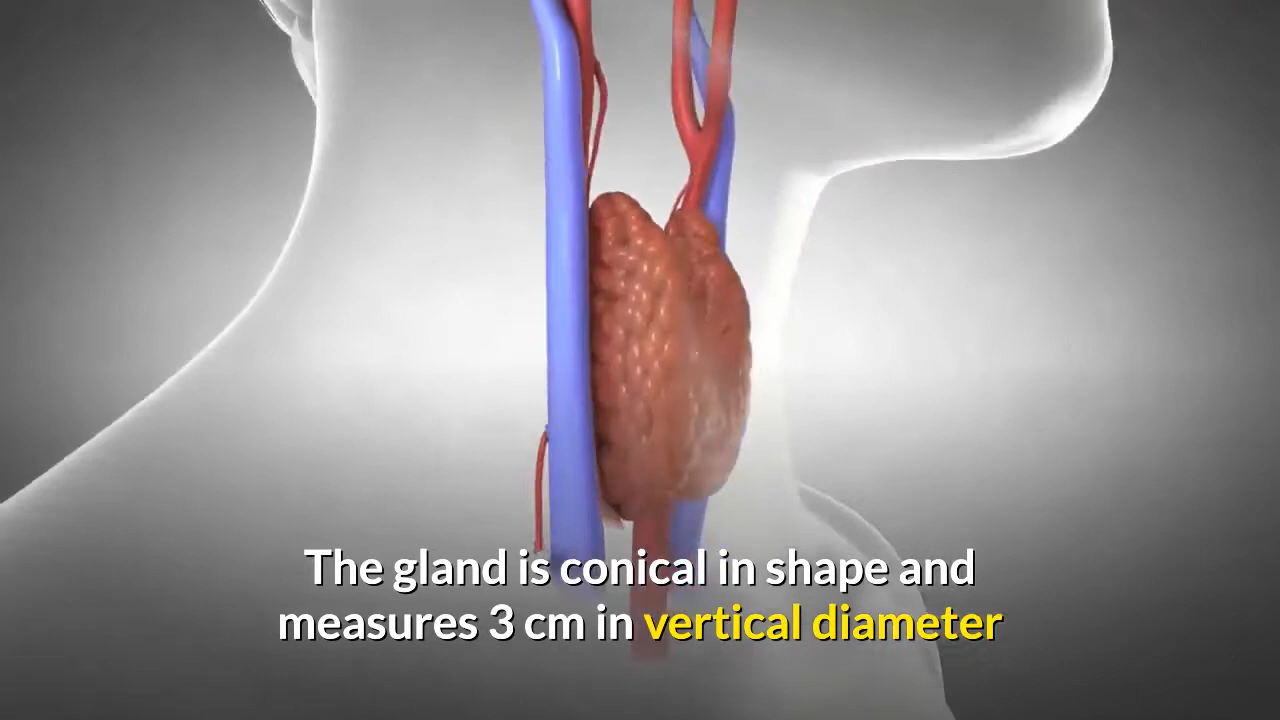 The gland is conical in shape and
measures 3 cm in vertical diameter